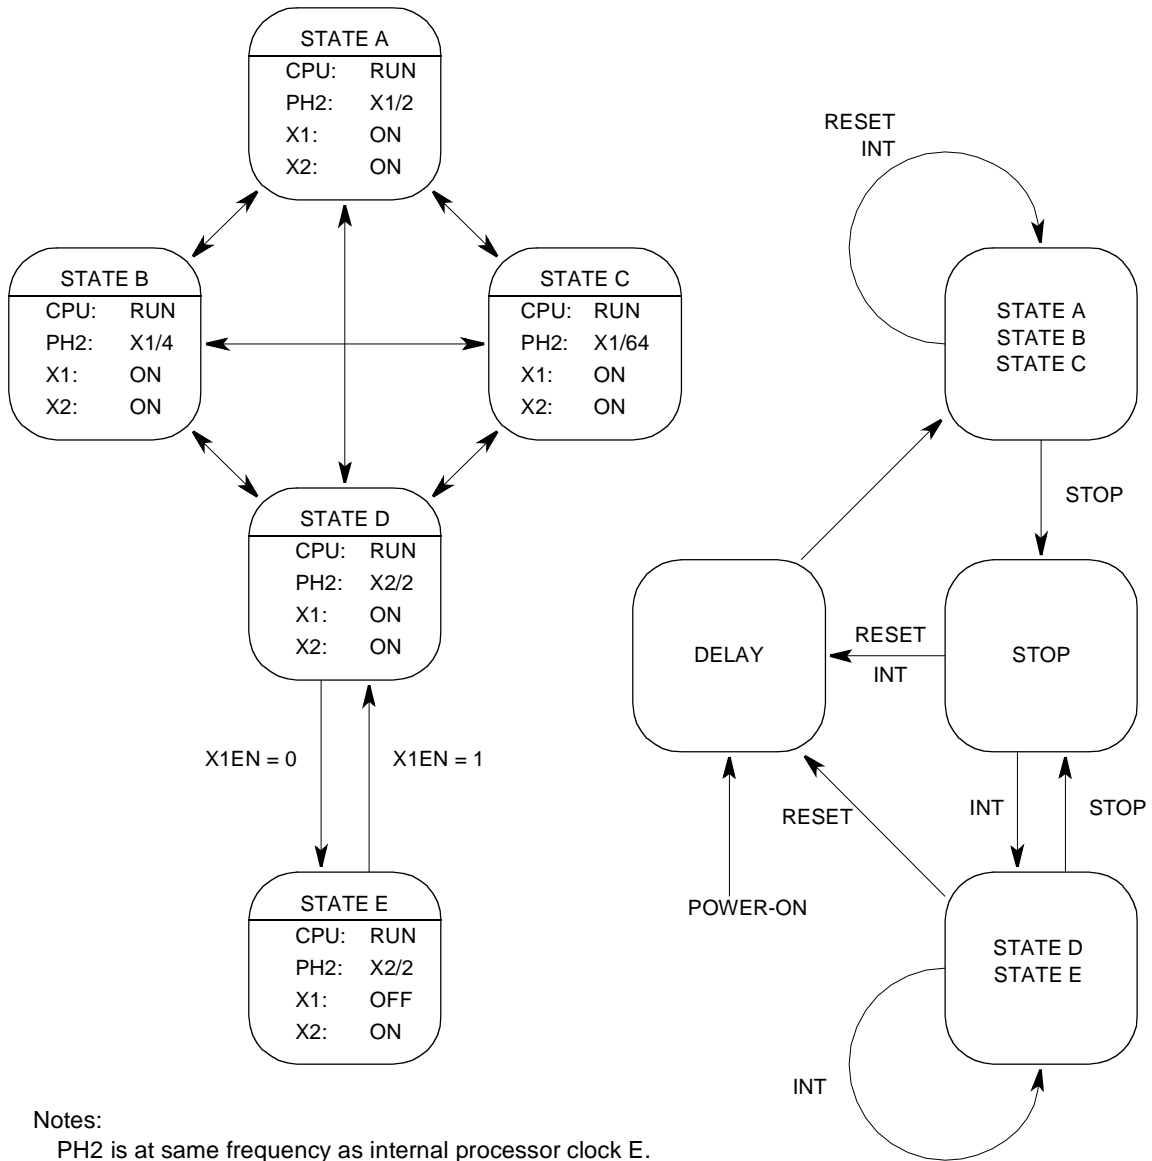 STATE A
CPU: RUN
PH2: X1/2
X1: ON
X2: ON
STATE B
CPU: RUN
PH2: X1/4
X1: ON
X2: ON
STATE C
CPU: RUN
PH2: X1/64
X1: ON
X2: ON
STATE D
CPU: RUN
PH2: X2/2
X1: ON
X2: ON
X1EN = 0
X1EN = 1
STATE E
CPU: RUN
PH2: X2/2
X1: OFF
X2: ON
RESET
INT
STATE A
STATE B
STATE C
STOP
DELAY
RESET
INT
STOP
RESET
INT
STOP
POWER-ON
STATE D
STATE E
INT
Notes:
PH2 is at same frequency as internal processor clock E.